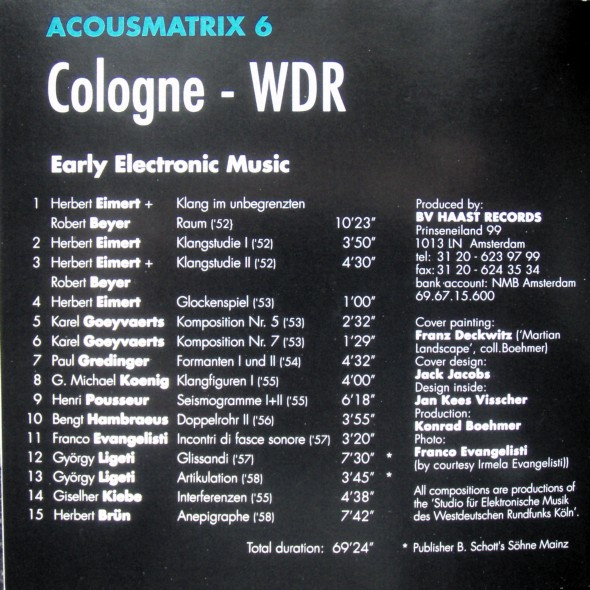 ACOUSMATRIX 6
Cologne - WDR
Early Electronic Music
1 Herbert Eimert + Klang im unbegrenzten
Robert Beyer Raum ('52) 10'23"
2 Herbert Eimert Klangstudie I ('52) 3'50"
3 Herbert Eimert + Klangstudie II ('52) 4'30"
Robert Beyer
4 Herbert Eimert Glockenspiel ('53) 1'00"
5 Karel Goeyvaerts Komposition Nr. 5 ('53) 2'32"
6 Karel Goeyvaerts Komposition Nr. 7 ('53) 1'29"
7 Paul Gredinger Formanten I und II ('54) 4'32"
8 G. Michael Koenig Klangfiguren I ('55) 4'00"
9 Henri Pousseur Seismogramme I+II ('55) 6'18"
10 Bengt Hambraeus Doppelrohr II ('56) 3'55"
11 Franco Evangelisti Incontri di fasce sonore ('57) 3'20"
12 György Ligeti Glissandi ('57) 7'30" *
13 György Ligeti Artikulation ('58) 3'45" *
14 Giselher Klebe Interferenzen ('55) 4'38"
15 Herbert Brün Anepigraphe ('58) 7'42"
Total duration: 69'24"
Produced by:
BV HAAST RECORDS
Prinseneiland 99
1013 LN Amsterdam
tel: 31 20 - 623 97 99
fax: 31 20 - 624 35 34
bank account: NMB Amsterdam
69.67.15.600
Cover painting:
Franz Deckwitz ('Martian
Landscape', coll.Boehmer)
Cover design:
Jack Jacobs
Design inside:
Jan Kees Visscher
Production:
Konrad Boehmer
Photo:
Franco Evangelisti
(by courtesy Irmela Evangelisti))
All compositions are productions of
the 'Studio für Elektronische Musik
des Westdeutschen Rundfunks Köln'.
* Publisher B. Schott's Söhne Mainz